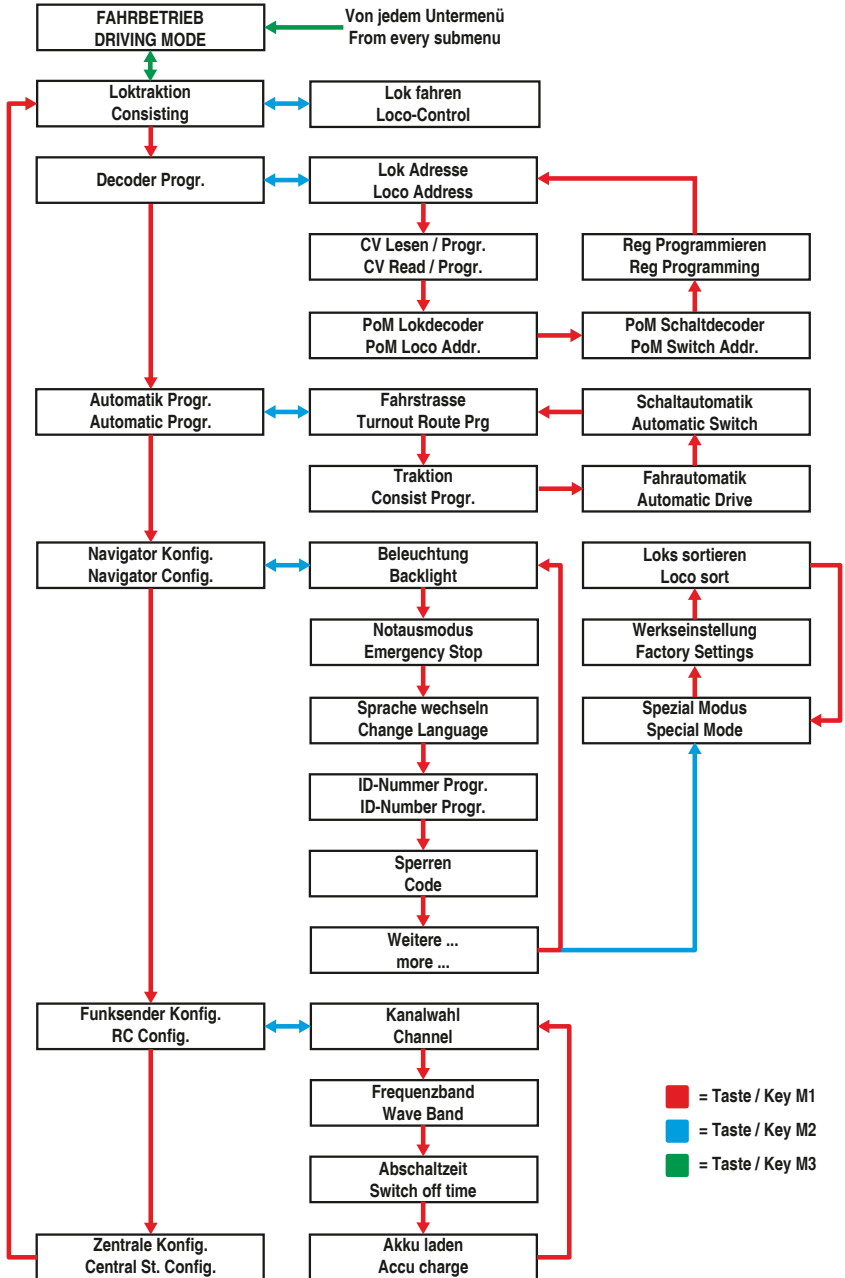 FAHRBETRIEB
DRIVING MODE
Von jedem Untermenü
From every submenu
Loktraktion
Consisting
Lok fahren
Loco-Control
Decoder Progr.
Lok Adresse
Loco Address
CV Lesen / Progr.
CV Read / Progr.
Reg Programmieren
Reg Programming
PoM Lokdecoder
PoM Loco Addr.
PoM Schaltdecoder
PoM Switch Addr.
Automatik Progr.
Automatic Progr.
Fahrstrasse
Turnout Route Prg
Schaltautomatik
Automatic Switch
Traktion
Consist Progr.
Fahrautomatik
Automatic Drive
Navigator Konfig.
Navigator Config.
Beleuchtung
Backlight
Loks sortieren
Loco sort
Notausmodus
Emergency Stop
Werkseinstellung
Factory Settings
Sprache wechseln
Change Language
Spezial Modus
Special Mode
ID-Nummer Progr.
ID-Number Progr.
Sperren
Code
Weitere ...
more ...
Funksender Konfig.
RC Config.
Kanalwahl
Channel
Frequenzband
Wave Band
= Taste / Key M1
= Taste / Key M2
= Taste / Key M3
Abschaltzeit
Switch off time
Zentrale Konfig.
Central St. Config.
Akku laden
Accu charge